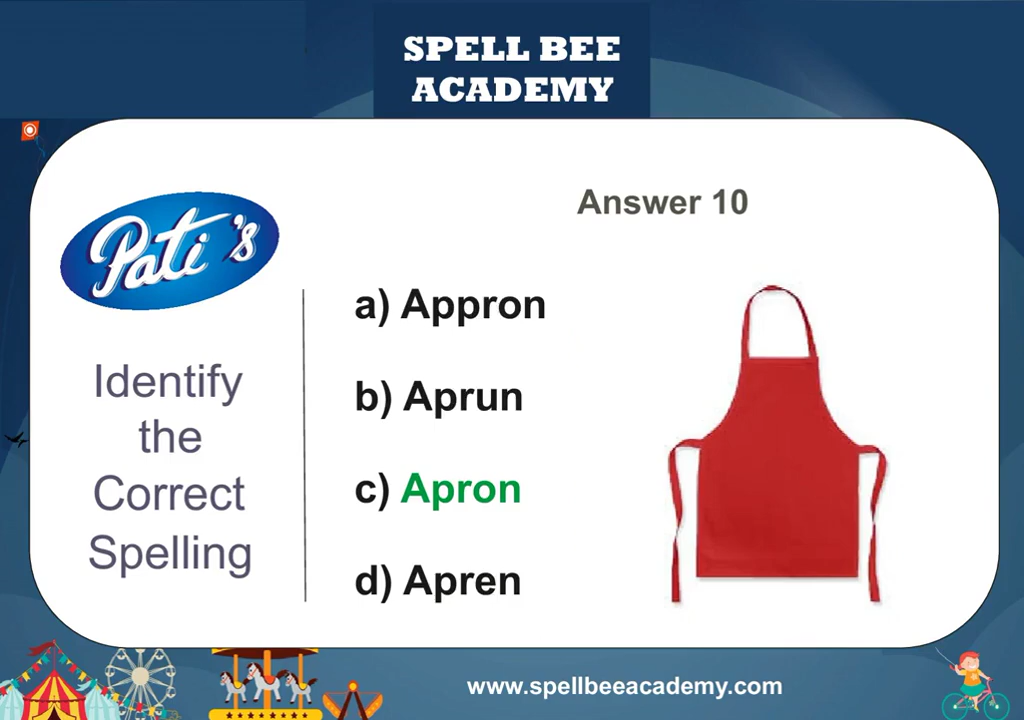 SPELL BEE
ACADEMY
Pati's
Answer 10
Identify
the
Correct
Spelling
a) Appron
b) Aprun
c) Apron
d) Apren
www.spellbeeacademy.com